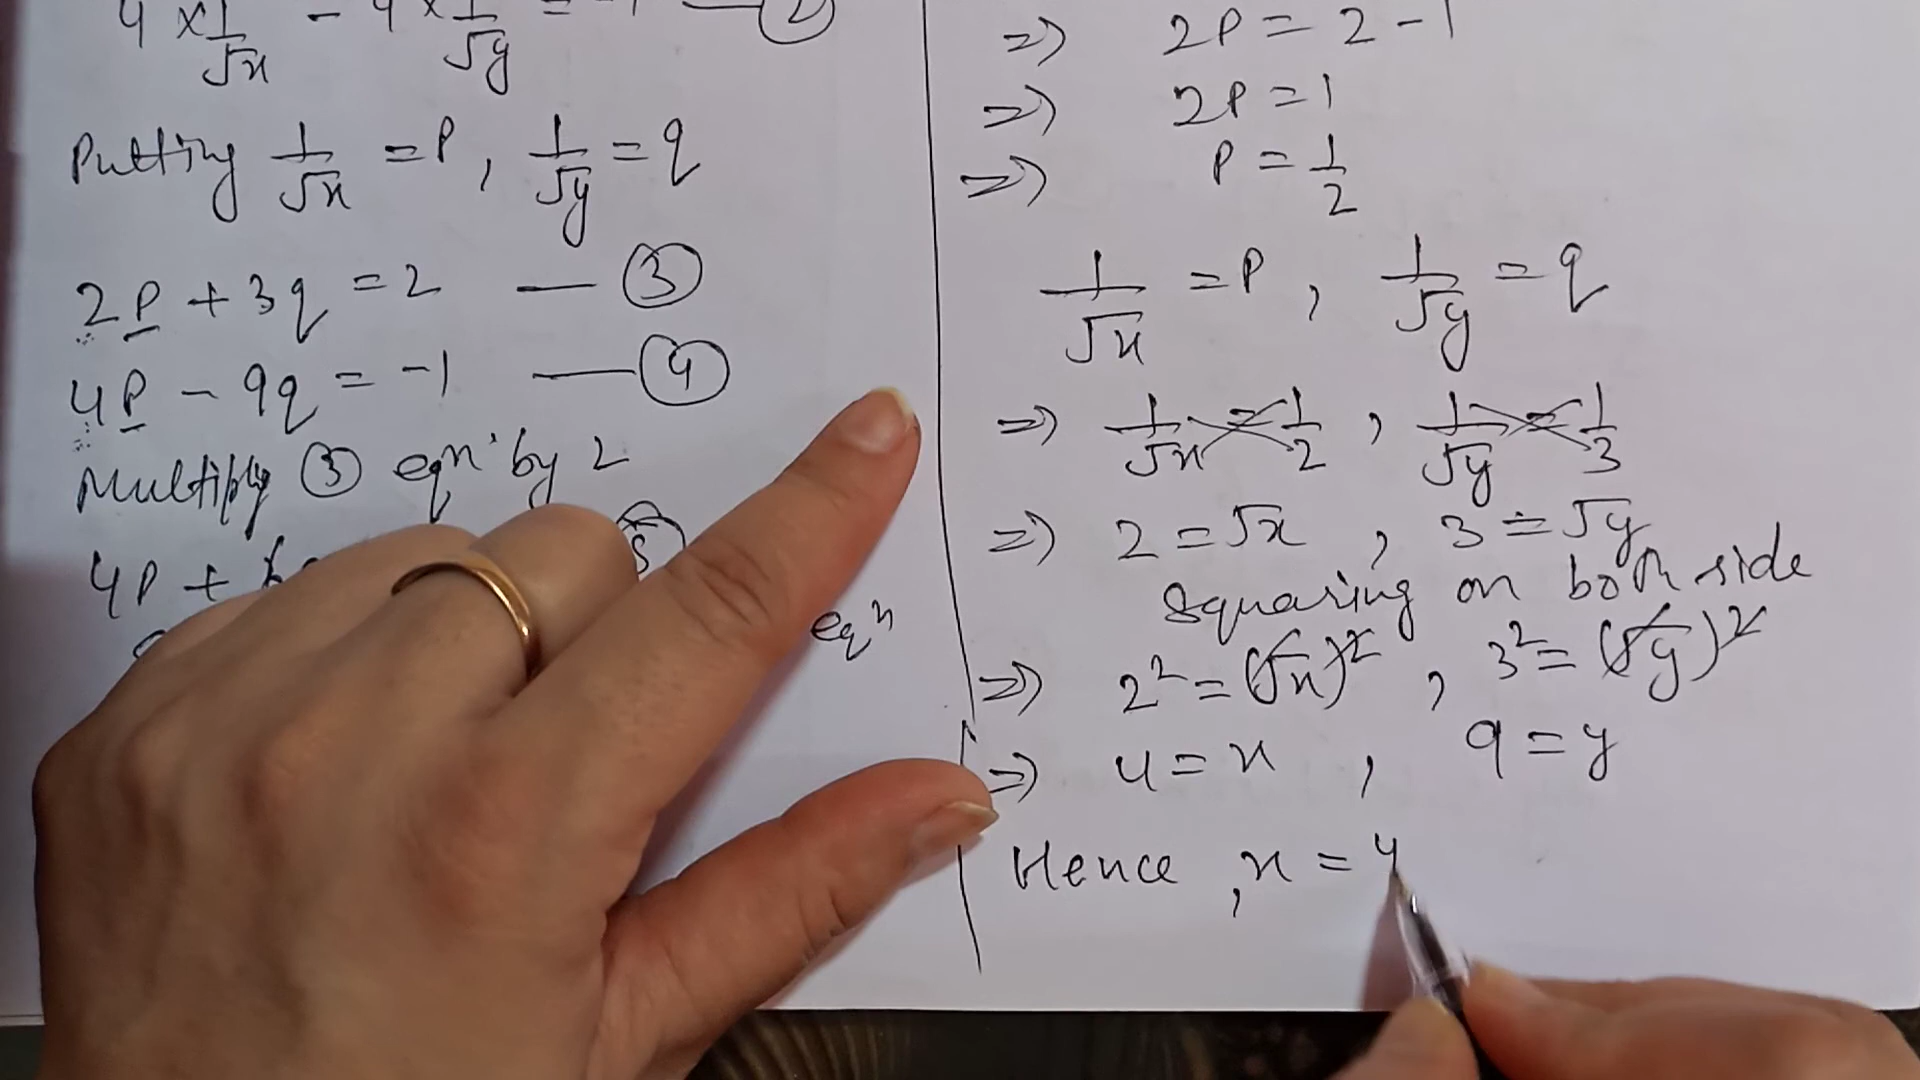 4 × 1/√x - 9 × 1/√y = -1 — ②
Putting 1/√x = P, 1/√y = q
2P + 3q = 2 — ③
4P - 9q = -1 — ④
Multiply ③ eqn by 2
4P + 6
eqn
⇒ 2P = 2 - 1
⇒ 2P = 1
⇒ P = 1/2
1/√x = P, 1/√y = q
⇒ 1/√x = 1/2, 1/√y = 1/3
⇒ 2 = √x, 3 = √y
Squaring on both side
⇒ 2² = (√x)², 3² = (√y)²
⇒ 4 = x, 9 = y
Hence, x = 4